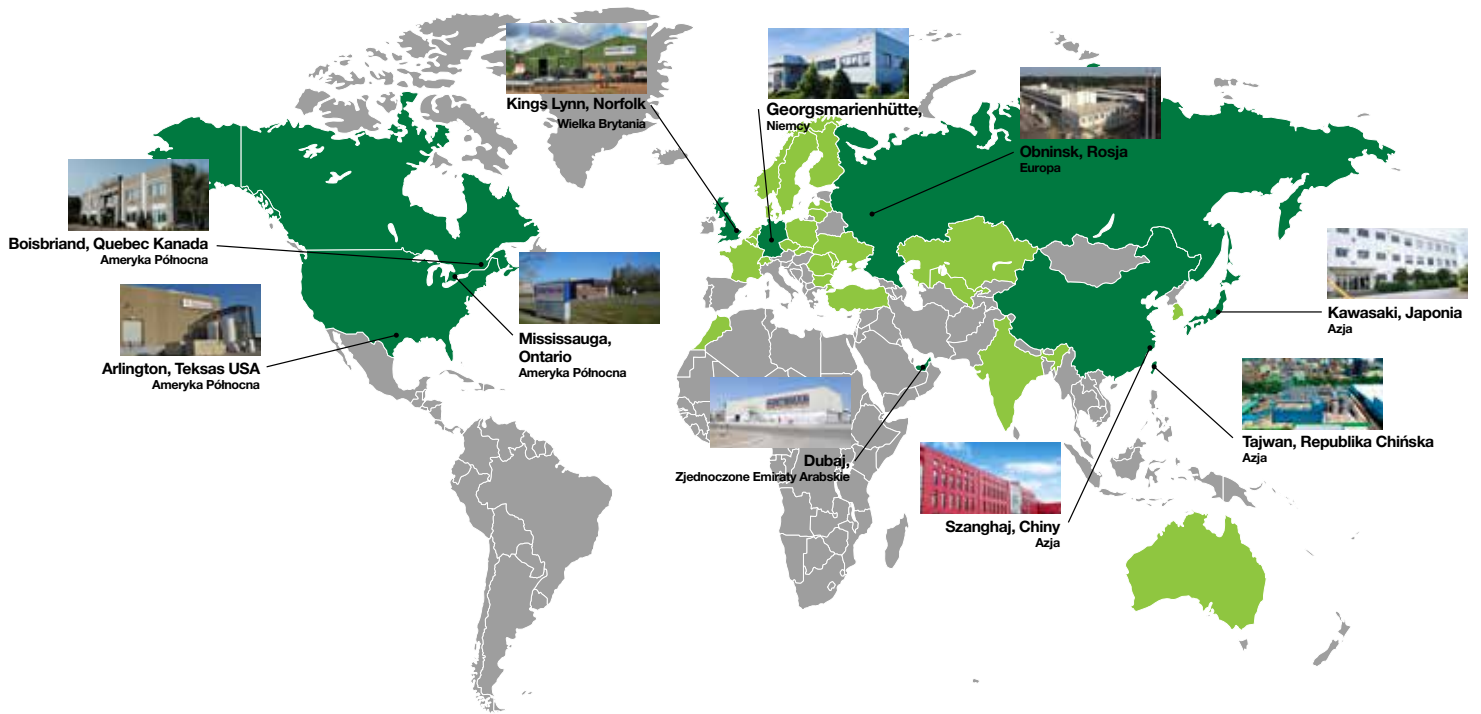 Kings Lynn, Norfolk
Wielka Brytania
Georgsmarienhütte,
Niemcy
Obninsk, Rosja
Europa
Boisbriand, Quebec Kanada
Ameryka Północna
Mississauga,
Ontario
Ameryka Północna
Arlington, Teksas USA
Ameryka Północna
Kawasaki, Japonia
Azja
Tajwan, Republika Chińska
Azja
Dubaj,
Zjednoczone Emiraty Arabskie
Szanghaj, Chiny
Azja